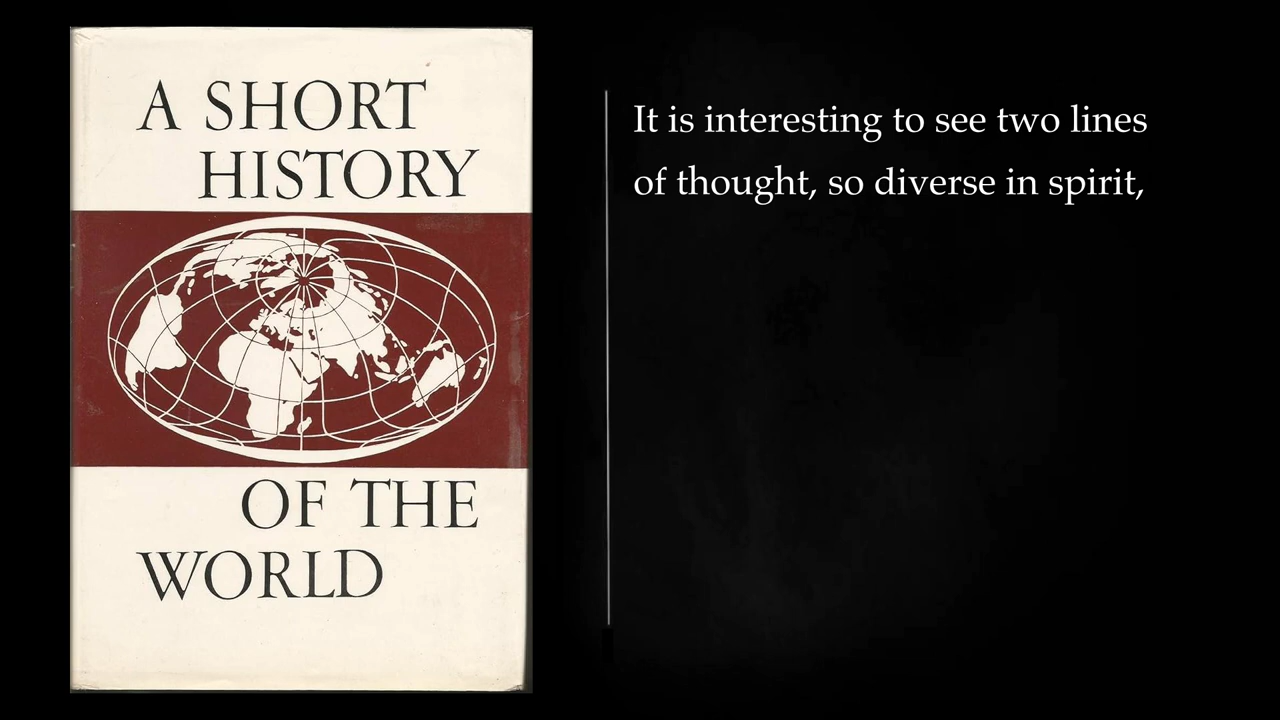 A SHORT
HISTORY
OF THE
WORLD
It is interesting to see two lines
of thought, so diverse in spirit,